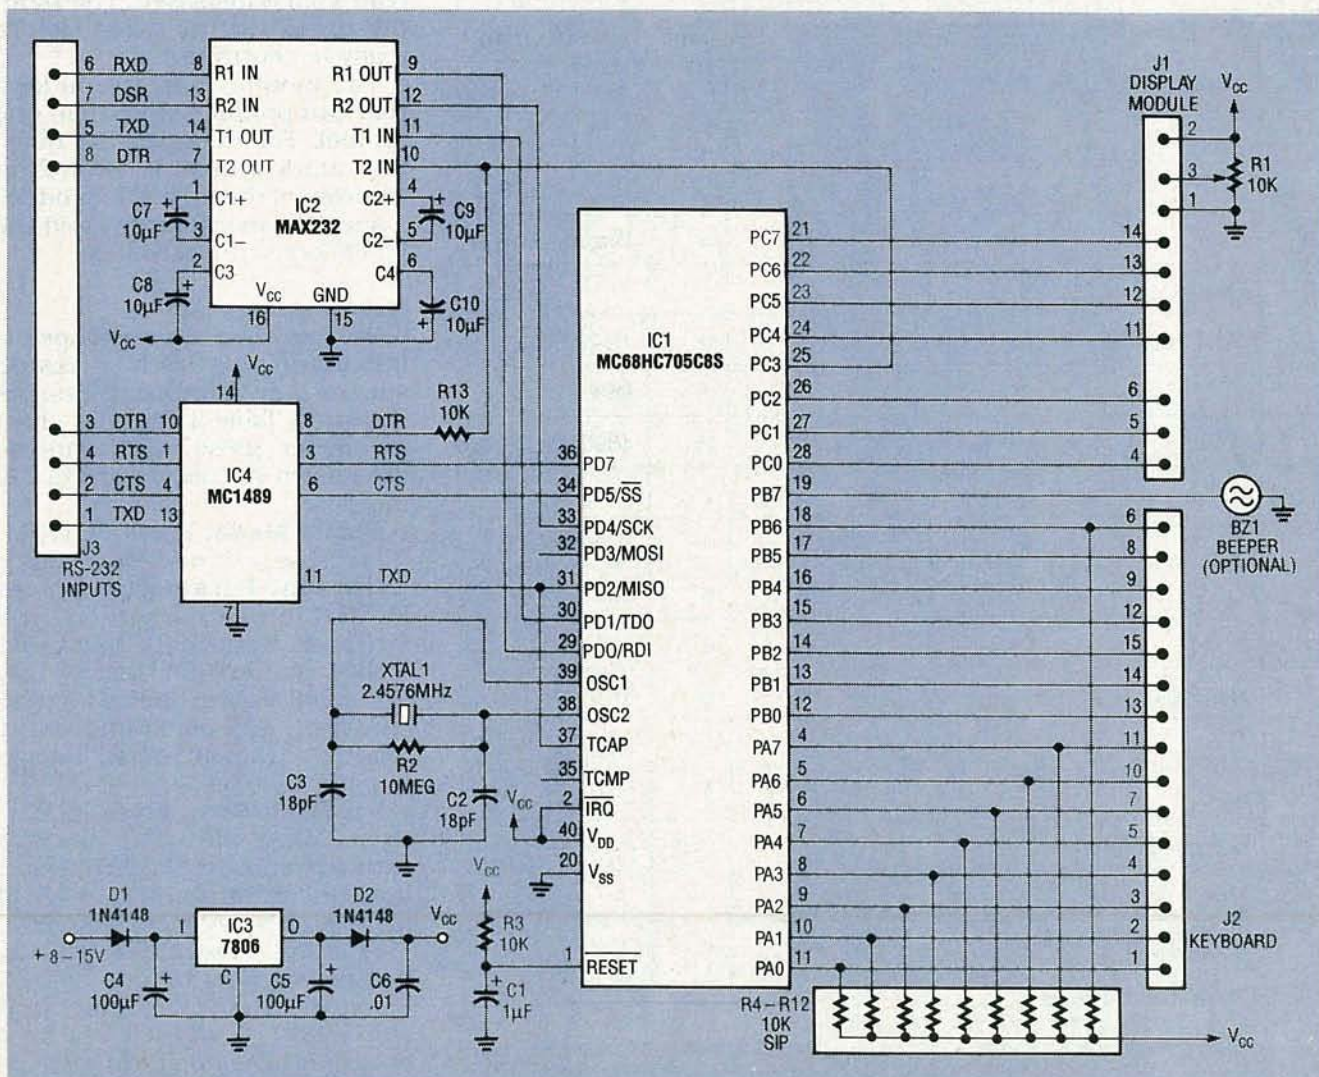 6 RXD 8 R1 IN R1 OUT 9
7 DSR 13 R2 IN R2 OUT 12
5 TXD 14 T1 OUT T1 IN 11
8 DTR 7 T2 OUT T2 IN 10
1 C1+ C2+ 4
IC2
MAX232
C7
10µF
+
3 C1− C2− 5
+
C9
10µF
2 C3 C4 6
C8
10µF
+
VCC GND
16 15
C10
10µF
+
VCC
VCC
14
3 DTR 10 8 DTR
R13
10K
4 RTS 1 3 RTS
IC4
MC1489
2 CTS 4 6 CTS
1 TXD 13
J3
RS-232
INPUTS
11 TXD
7
XTAL1
2.4576MHz
R2
10MEG
C3
18pF
C2
18pF
VCC
D1
1N4148
+8–15V
I IC3 O
7806
C
D2
1N4148
VCC
C4
100µF
+
C5
100µF
+
C6
.01
VCC
R3
10K
C1
1µF
+
IC1
MC68HC705C8S
36 PD7
34 PD5/SS
33 PD4/SCK
32 PD3/MOSI
31 PD2/MISO
30 PD1/TDO
29 PD0/RDI
39 OSC1
38 OSC2
37 TCAP
35 TCMP
2 IRQ
40 VDD
20 VSS
1 RESET
J1
DISPLAY
MODULE
VCC
2
3
R1
10K
1
PC7 21 14
PC6 22 13
PC5 23 12
PC4 24 11
PC3 25
PC2 26 6
PC1 27 5
PC0 28 4
PB7 19
BZ1
BEEPER
(OPTIONAL)
PB6 18 6
PB5 17 8
PB4 16 9
PB3 15 12
PB2 14 15
PB1 13 14
PB0 12 13
PA7 4 11
PA6 5 10
PA5 6 7
PA4 7 5
PA3 8 4
PA2 9 3
PA1 10 2
PA0 11 1
J2
KEYBOARD
R4–R12
10K
SIP
VCC